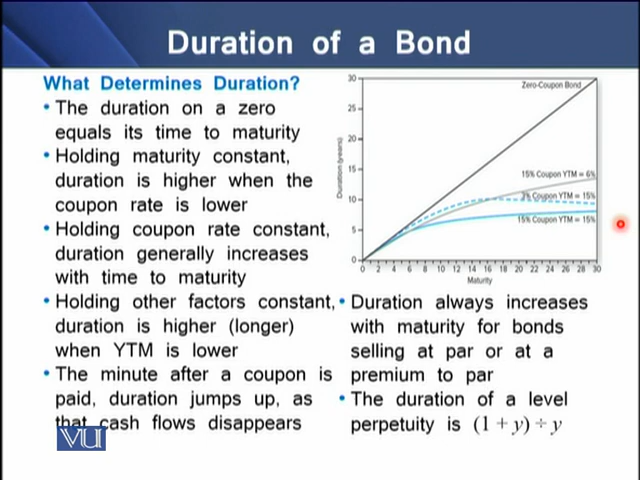 Duration of a Bond
What Determines Duration?
• The duration on a zero
equals its time to maturity
• Holding maturity constant,
duration is higher when the
coupon rate is lower
• Holding coupon rate constant,
duration generally increases
with time to maturity
• Holding other factors constant,
duration is higher (longer)
when YTM is lower
• The minute after a coupon is
paid, duration jumps up, as
that cash flows disappears
Duration (years)
30
25
20
15
10
5
0
Zero-Coupon Bond
15% Coupon YTM = 6%
3% Coupon YTM = 15%
15% Coupon YTM = 15%
0 2 4 6 8 10 12 14 16 18 20 22 24 26 28 30
Maturity
• Duration always increases
with maturity for bonds
selling at par or at a
premium to par
• The duration of a level
perpetuity is (1 + y) ÷ y
VU